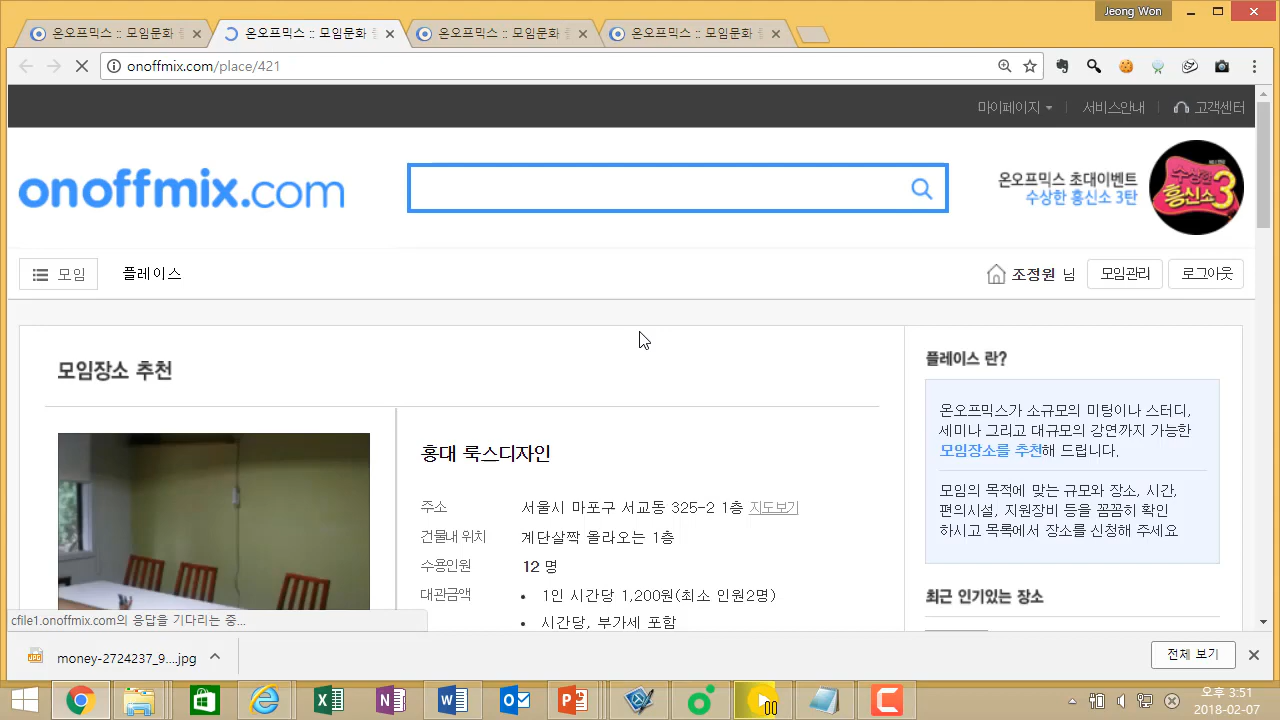 Jeong Won
온오프믹스 :: 모임문화
온오프믹스 :: 모임문화
온오프믹스 :: 모임문화
온오프믹스 :: 모임문화
onoffmix.com/place/421
마이페이지
서비스안내
고객센터
onoffmix.com
온오프믹스 초대이벤트
수상한 흥신소 3탄
수상한
흥신소3
모임
플레이스
조정원 님
모임관리
로그아웃
모임장소 추천
홍대 룩스디자인
주소 서울시 마포구 서교동 325-2 1층 지도보기
건물내 위치 계단살짝 올라오는 1층
수용인원 12 명
대관금액 • 1인 시간당 1,200원(최소 인원2명)
• 시간당, 부가세 포함
플레이스 란?
온오프믹스가 소규모의 미팅이나 스터디,
세미나 그리고 대규모의 강연까지 가능한
모임장소를 추천해 드립니다.
모임의 목적에 맞는 규모와 장소, 시간,
편의시설, 지원장비 등을 꼼꼼히 확인
하시고 목록에서 장소를 신청해 주세요
최근 인기있는 장소
cfile1.onoffmix.com의 응답을 기다리는 중...
money-2724237_9....jpg
전체 보기
오후 3:51
2018-02-07